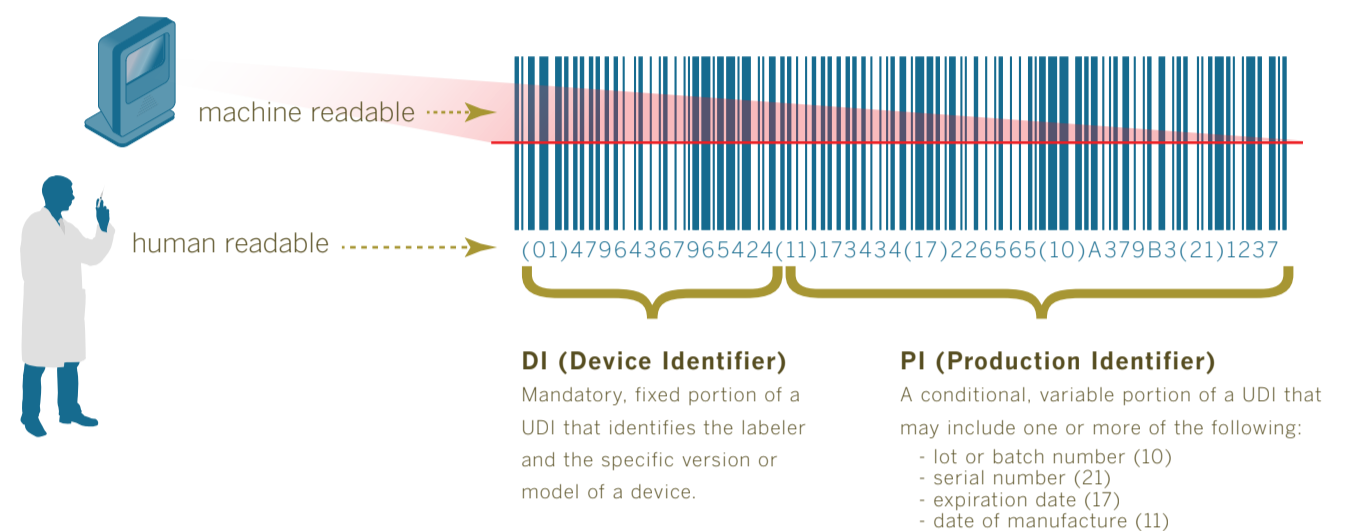 machine readable
human readable
(01)47964367965424(11)173434(17)226565(10)A379B3(21)1237
DI (Device Identifier)
Mandatory, fixed portion of a
UDI that identifies the labeler
and the specific version or
model of a device.
PI (Production Identifier)
A conditional, variable portion of a UDI that
may include one or more of the following:
- lot or batch number (10)
- serial number (21)
- expiration date (17)
- date of manufacture (11)